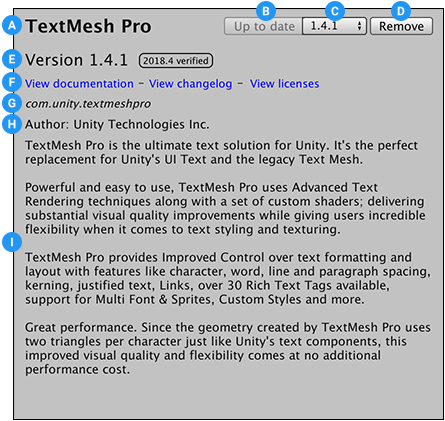 B C D
A TextMesh Pro Up to date 1.4.1 Remove
E Version 1.4.1 2018.4 verified
F View documentation - View changelog - View licenses
G com.unity.textmeshpro
H Author: Unity Technologies Inc.
TextMesh Pro is the ultimate text solution for Unity. It's the perfect
replacement for Unity's UI Text and the legacy Text Mesh.
Powerful and easy to use, TextMesh Pro uses Advanced Text
Rendering techniques along with a set of custom shaders; delivering
substantial visual quality improvements while giving users incredible
flexibility when it comes to text styling and texturing.
I
TextMesh Pro provides Improved Control over text formatting and
layout with features like character, word, line and paragraph spacing,
kerning, justified text, Links, over 30 Rich Text Tags available,
support for Multi Font & Sprites, Custom Styles and more.
Great performance. Since the geometry created by TextMesh Pro uses
two triangles per character just like Unity's text components, this
improved visual quality and flexibility comes at no additional
performance cost.